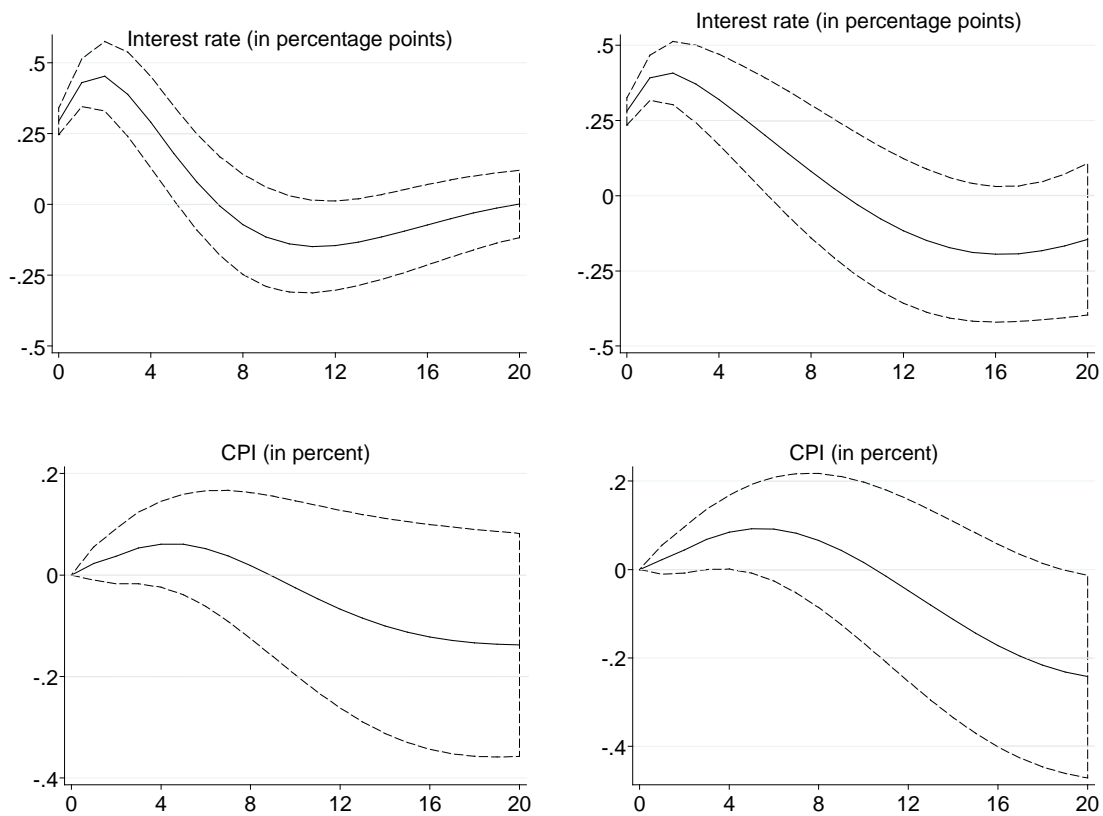 Interest rate (in percentage points)
.5
.25
0
-.25
-.5
0 4 8 12 16 20
Interest rate (in percentage points)
.5
.25
0
-.25
-.5
0 4 8 12 16 20
CPI (in percent)
.2
0
-.2
-.4
0 4 8 12 16 20
CPI (in percent)
.2
0
-.2
-.4
0 4 8 12 16 20